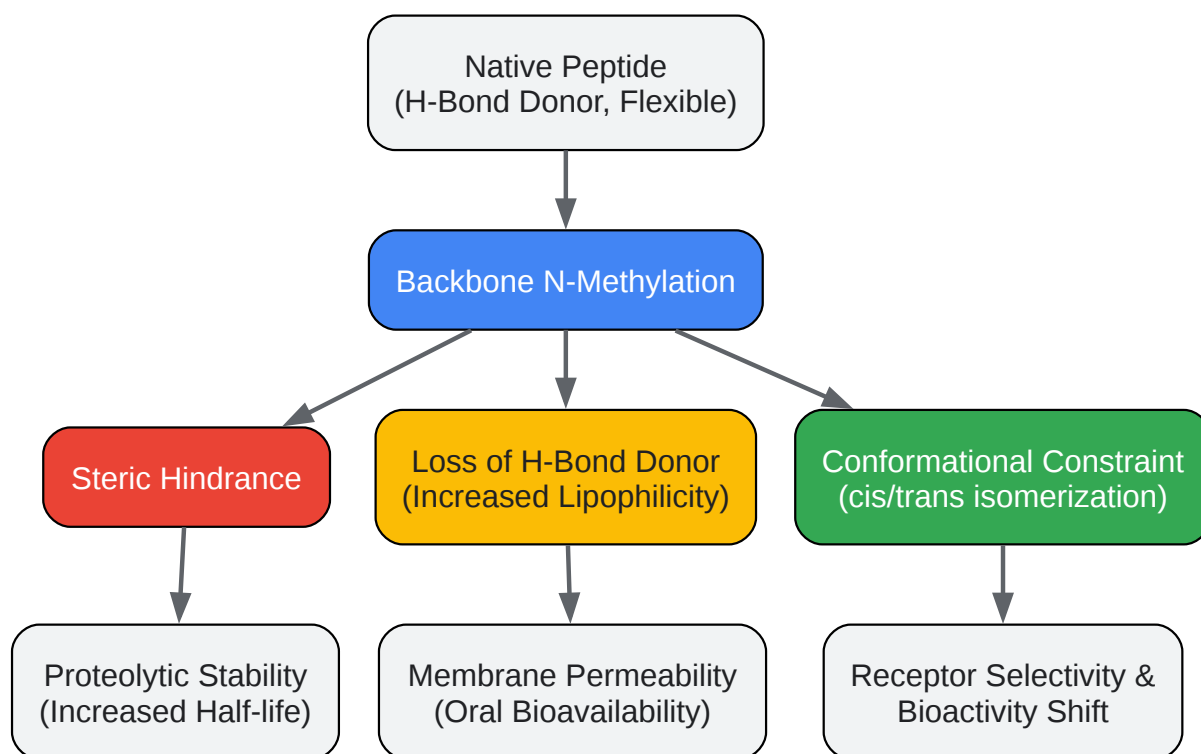 Native Peptide
(H-Bond Donor, Flexible)
Backbone N-Methylation
Steric Hindrance
Loss of H-Bond Donor
(Increased Lipophilicity)
Conformational Constraint
(cis/trans isomerization)
Proteolytic Stability
(Increased Half-life)
Membrane Permeability
(Oral Bioavailability)
Receptor Selectivity &
Bioactivity Shift